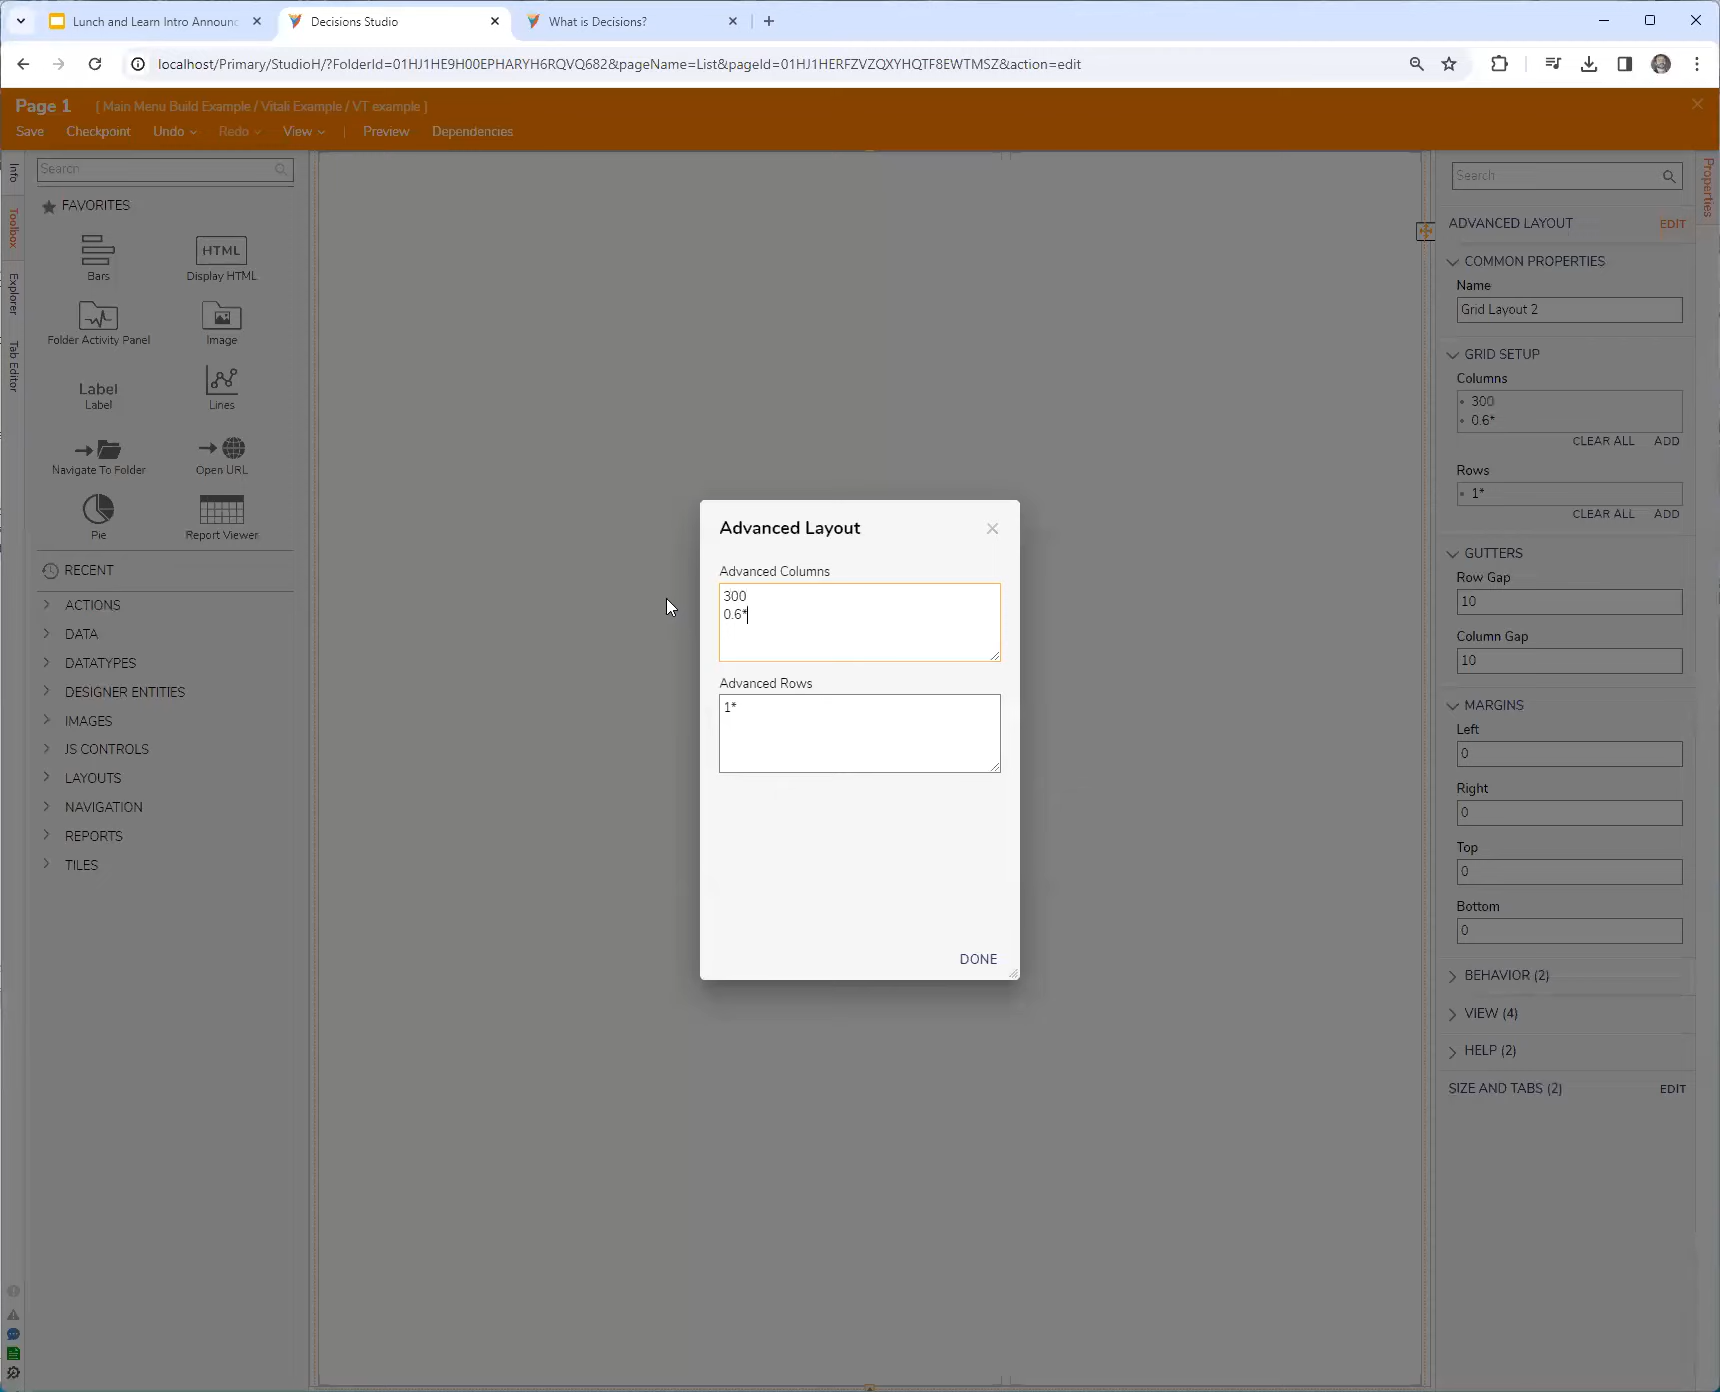 Lunch and Learn Intro Announc
Decisions Studio
What is Decisions?
localhost/Primary/StudioH/?FolderId=01HJ1HE9H00EPHARYH6RQVQ682&pageName=List&pageId=01HJ1HERFZVZQXYHQTF8EWTMSZ&action=edit
Page 1 [ Main Menu Build Example / Vitali Example / VT example ]
Save Checkpoint Undo Redo View | Preview Dependencies
Info
Toolbox
Explorer
Tab Editor
Search
FAVORITES
Bars
HTML
Display HTML
Folder Activity Panel
Image
Label
Label
Lines
Navigate To Folder
Open URL
Pie
Report Viewer
RECENT
ACTIONS
DATA
DATATYPES
DESIGNER ENTITIES
IMAGES
JS CONTROLS
LAYOUTS
NAVIGATION
REPORTS
TILES
Advanced Layout
Advanced Columns
300
0.6*
Advanced Rows
1*
DONE
Properties
Search
ADVANCED LAYOUT EDIT
COMMON PROPERTIES
Name
Grid Layout 2
GRID SETUP
Columns
• 300
• 0.6*
CLEAR ALL ADD
Rows
• 1*
CLEAR ALL ADD
GUTTERS
Row Gap
10
Column Gap
10
MARGINS
Left
0
Right
0
Top
0
Bottom
0
BEHAVIOR (2)
VIEW (4)
HELP (2)
SIZE AND TABS (2) EDIT